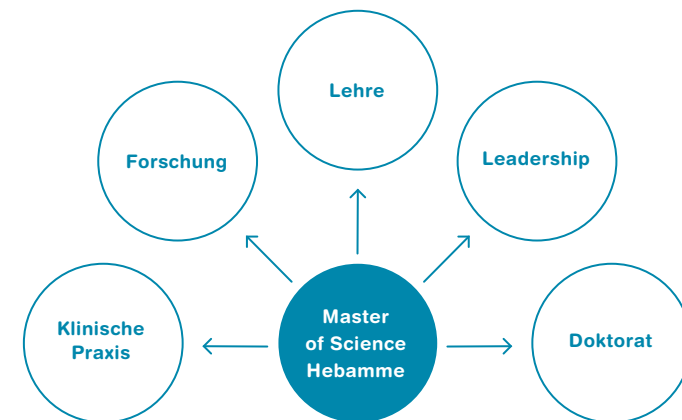 Lehre
Forschung
Leadership
Klinische
Praxis
Master
of Science
Hebamme
Doktorat